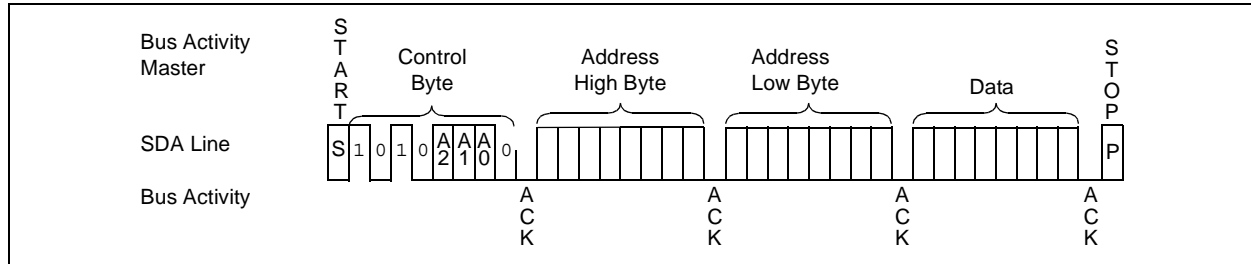 Bus Activity
Master
START
Control
Byte
Address
High Byte
Address
Low Byte
Data
STOP
SDA Line
S 1 0 1 0 A2 A1 A0 0
P
Bus Activity
ACK
ACK
ACK
ACK